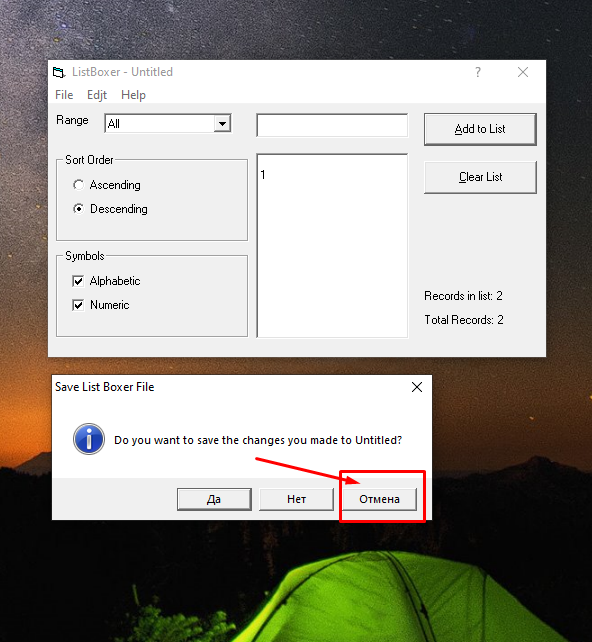 ListBoxer - Untitled
?
File Edjt Help
Range All Add to List
Sort Order
Ascending
Descending
1
Clear List
Symbols
Alphabetic
Numeric
Records in list: 2
Total Records: 2
Save List Boxer File
Do you want to save the changes you made to Untitled?
Да Нет Отмена